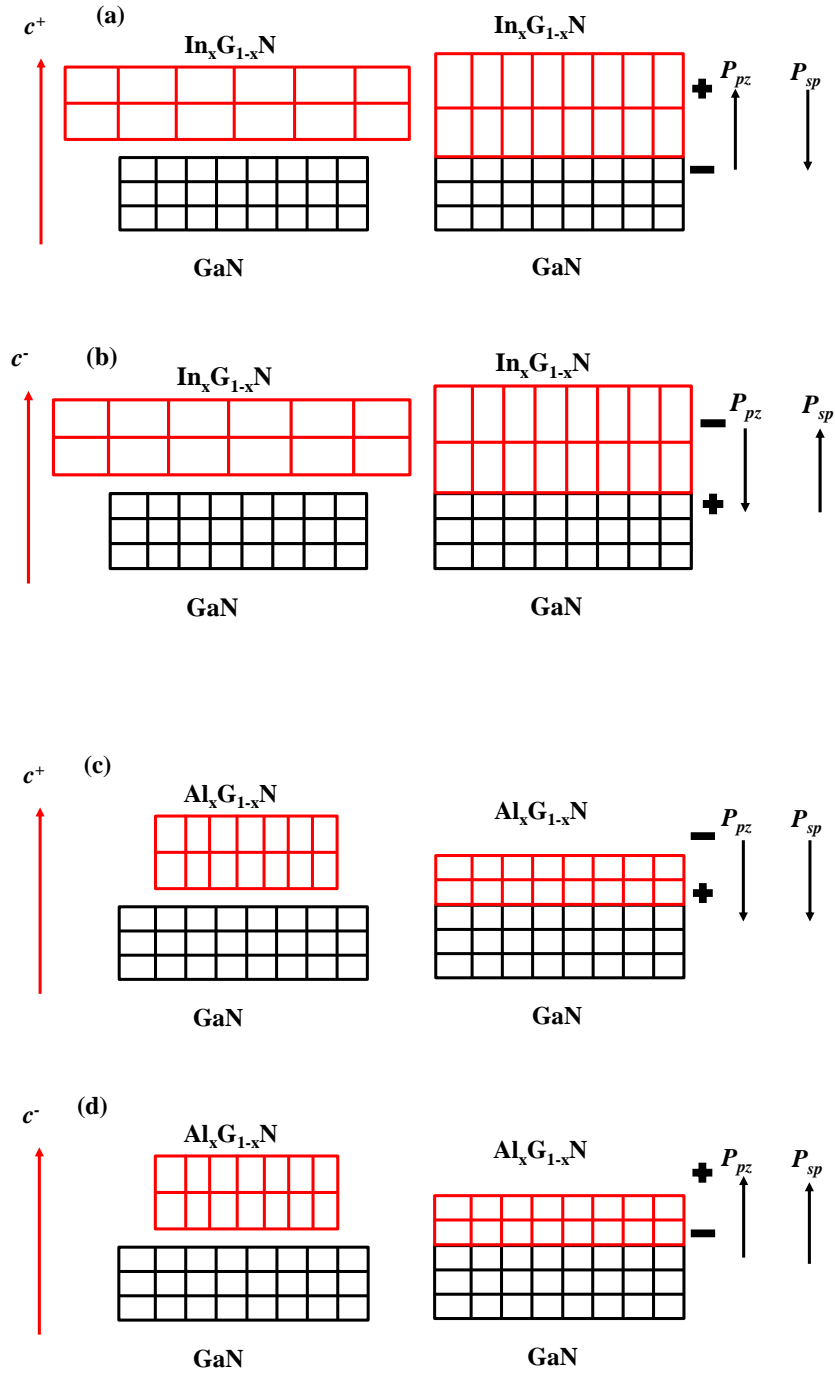 (a)
c⁺
InₓG₁₋ₓN
InₓG₁₋ₓN
+ Pₚz Pₛₚ
−
GaN
GaN
(b)
c⁻
InₓG₁₋ₓN
InₓG₁₋ₓN
− Pₚz Pₛₚ
+
GaN
GaN
(c)
c⁺
AlₓG₁₋ₓN
AlₓG₁₋ₓN
− Pₚz Pₛₚ
+
GaN
GaN
(d)
c⁻
AlₓG₁₋ₓN
AlₓG₁₋ₓN
+ Pₚz Pₛₚ
−
GaN
GaN